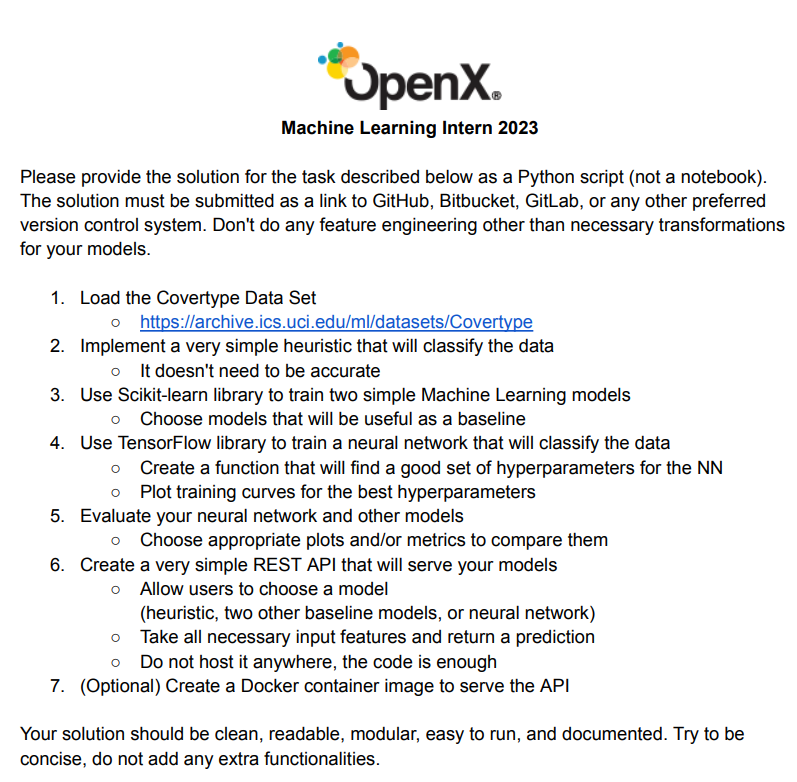 OpenX®
Machine Learning Intern 2023
Please provide the solution for the task described below as a Python script (not a notebook).
The solution must be submitted as a link to GitHub, Bitbucket, GitLab, or any other preferred
version control system. Don't do any feature engineering other than necessary transformations
for your models.
1. Load the Covertype Data Set
○ https://archive.ics.uci.edu/ml/datasets/Covertype
2. Implement a very simple heuristic that will classify the data
○ It doesn't need to be accurate
3. Use Scikit-learn library to train two simple Machine Learning models
○ Choose models that will be useful as a baseline
4. Use TensorFlow library to train a neural network that will classify the data
○ Create a function that will find a good set of hyperparameters for the NN
○ Plot training curves for the best hyperparameters
5. Evaluate your neural network and other models
○ Choose appropriate plots and/or metrics to compare them
6. Create a very simple REST API that will serve your models
○ Allow users to choose a model
(heuristic, two other baseline models, or neural network)
○ Take all necessary input features and return a prediction
○ Do not host it anywhere, the code is enough
7. (Optional) Create a Docker container image to serve the API
Your solution should be clean, readable, modular, easy to run, and documented. Try to be
concise, do not add any extra functionalities.